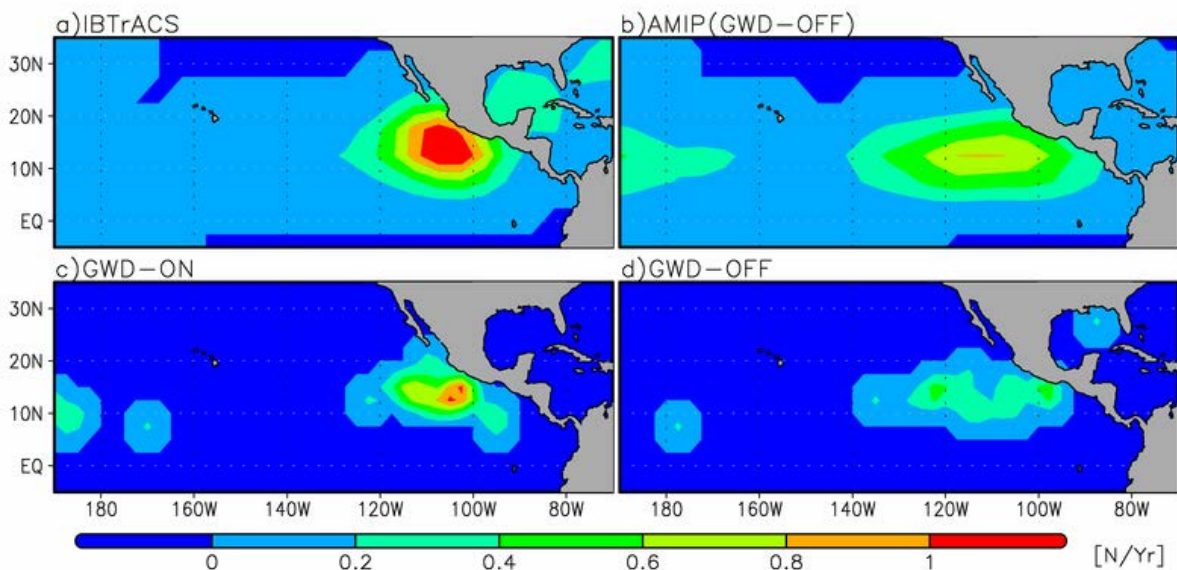 a)IBTrACS
b)AMIP(GWD-OFF)
30N
20N
10N
EQ
c)GWD-ON
d)GWD-OFF
30N
20N
10N
EQ
180 160W 140W 120W 100W 80W 180 160W 140W 120W 100W 80W
0 0.2 0.4 0.6 0.8 1 [N/Yr]